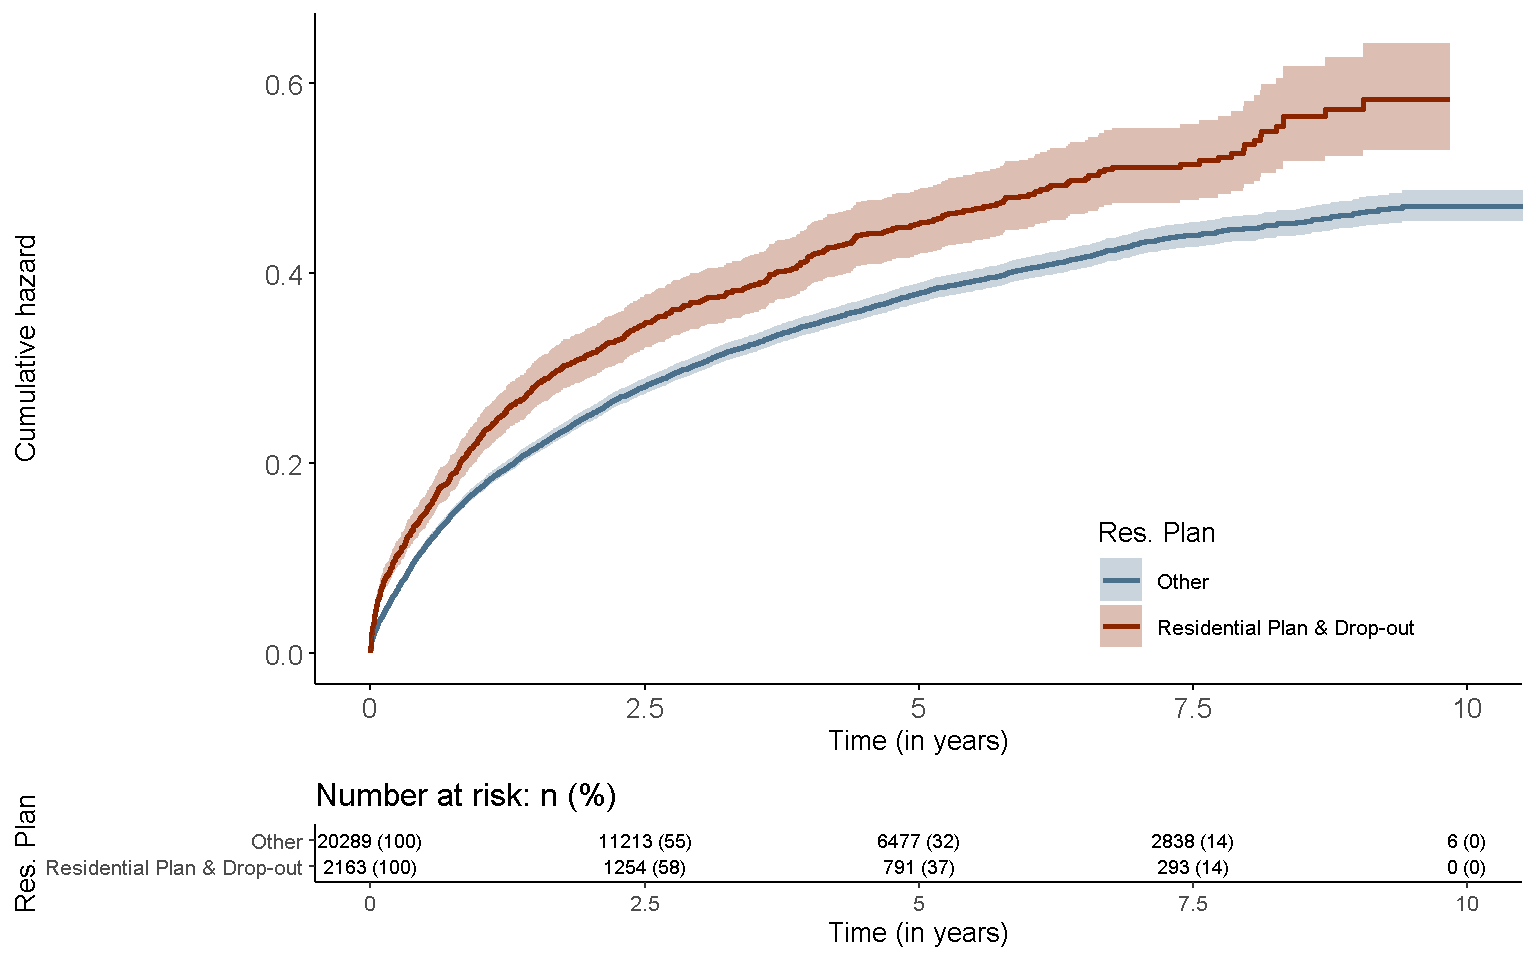 Cumulative hazard
0.6
0.4
0.2
0.0
Res. Plan
Other
Residential Plan & Drop-out
0 2.5 5 7.5 10
Time (in years)
Number at risk: n (%)
Res. Plan
Other 20289 (100) 11213 (55) 6477 (32) 2838 (14) 6 (0)
Residential Plan & Drop-out 2163 (100) 1254 (58) 791 (37) 293 (14) 0 (0)
0 2.5 5 7.5 10
Time (in years)